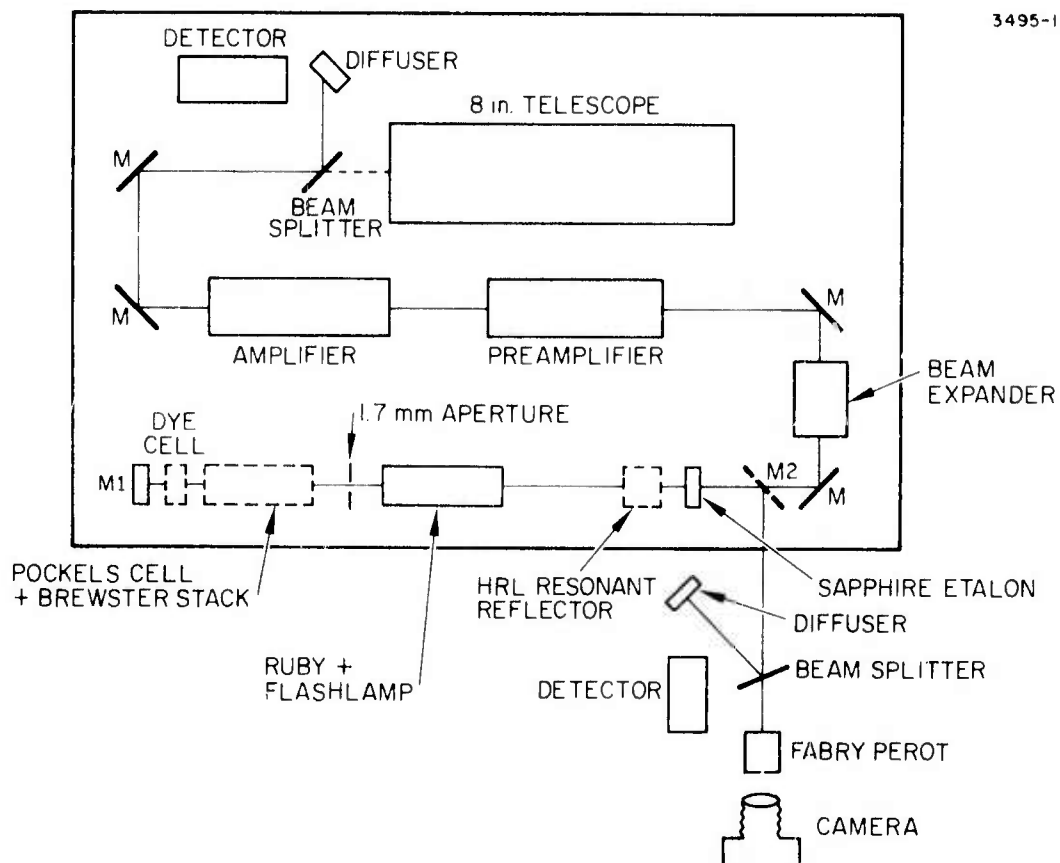 3495-1
DETECTOR
DIFFUSER
8 in. TELESCOPE
M
BEAM
SPLITTER
M
M
AMPLIFIER
PREAMPLIFIER
BEAM
EXPANDER
1.7 mm APERTURE
DYE
CELL
M1
M2
M
POCKELS CELL
+ BREWSTER STACK
HRL RESONANT
REFLECTOR
SAPPHIRE ETALON
DIFFUSER
RUBY +
FLASHLAMP
DETECTOR
BEAM SPLITTER
FABRY PEROT
CAMERA